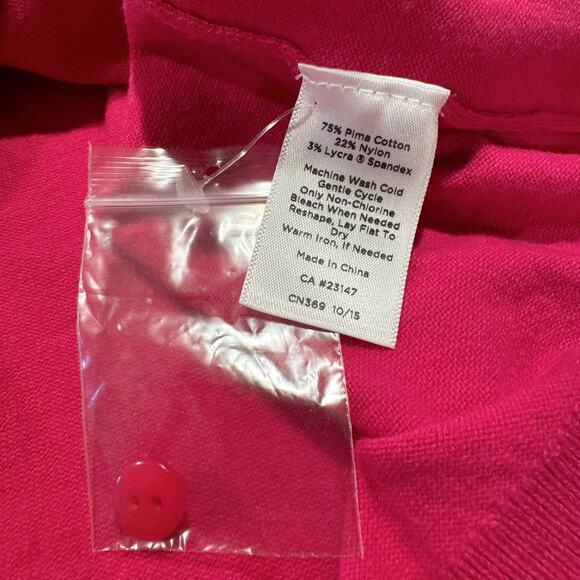 75% Pima Cotton
22% Nylon
3% Lycra ® Spandex
Machine Wash Cold
Gentle Cycle
Only Non-Chlorine
Bleach When Needed
Reshape, Lay Flat To
Dry
Warm Iron, If Needed
Made In China
CA #23147
CN369 10/15